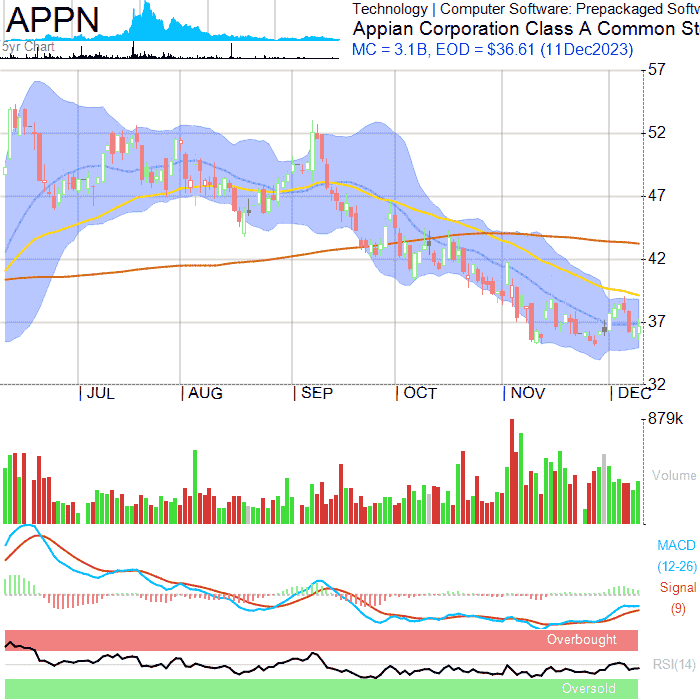 APPN
5yr Chart
Technology | Computer Software: Prepackaged Softw
Appian Corporation Class A Common St
MC = 3.1B, EOD = $36.61 (11Dec2023)
57
52
47
42
37
32
| JUL
| AUG
| SEP
| OCT
| NOV
| DEC
879k
Volume
MACD
(12-26)
Signal
(9)
Overbought
RSI(14)
Oversold